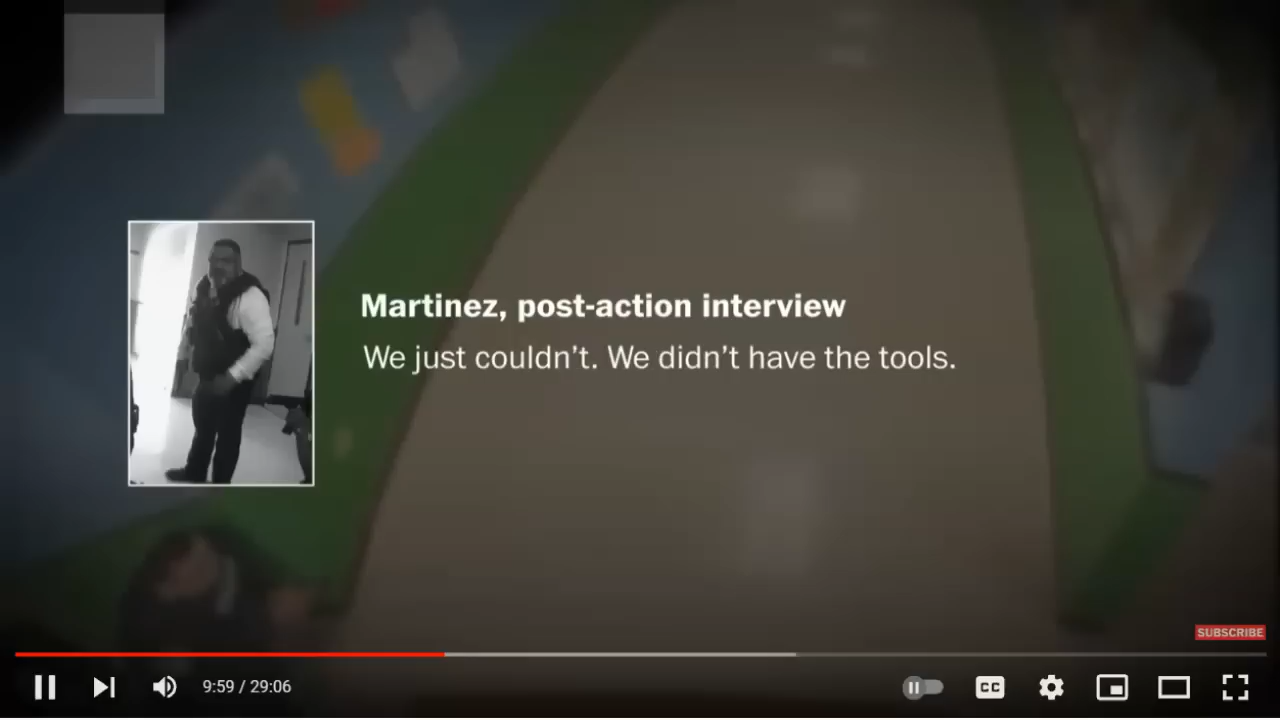 Martinez, post-action interview
We just couldn't. We didn't have the tools.
SUBSCRIBE
9:59 / 29:06
CC